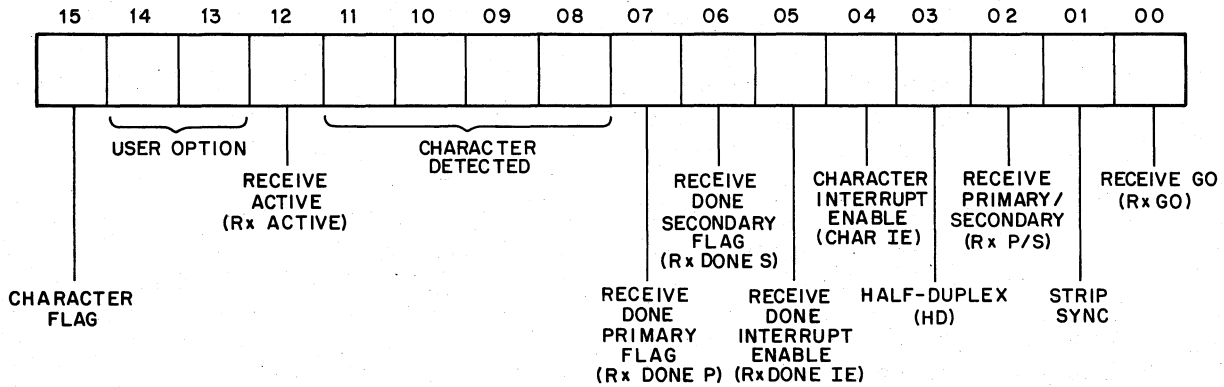 15 14 13 12 11 10 09 08 07 06 05 04 03 02 01 00
USER OPTION
CHARACTER
DETECTED
RECEIVE
ACTIVE
(Rx ACTIVE)
RECEIVE
DONE
SECONDARY
FLAG
(Rx DONE S)
CHARACTER
INTERRUPT
ENABLE
(CHAR IE)
RECEIVE
PRIMARY/
SECONDARY
(Rx P/S)
RECEIVE GO
(Rx GO)
CHARACTER
FLAG
RECEIVE
DONE
PRIMARY
FLAG
(Rx DONE P)
RECEIVE
DONE
INTERRUPT
ENABLE
(Rx DONE IE)
HALF-DUPLEX
(HD)
STRIP
SYNC